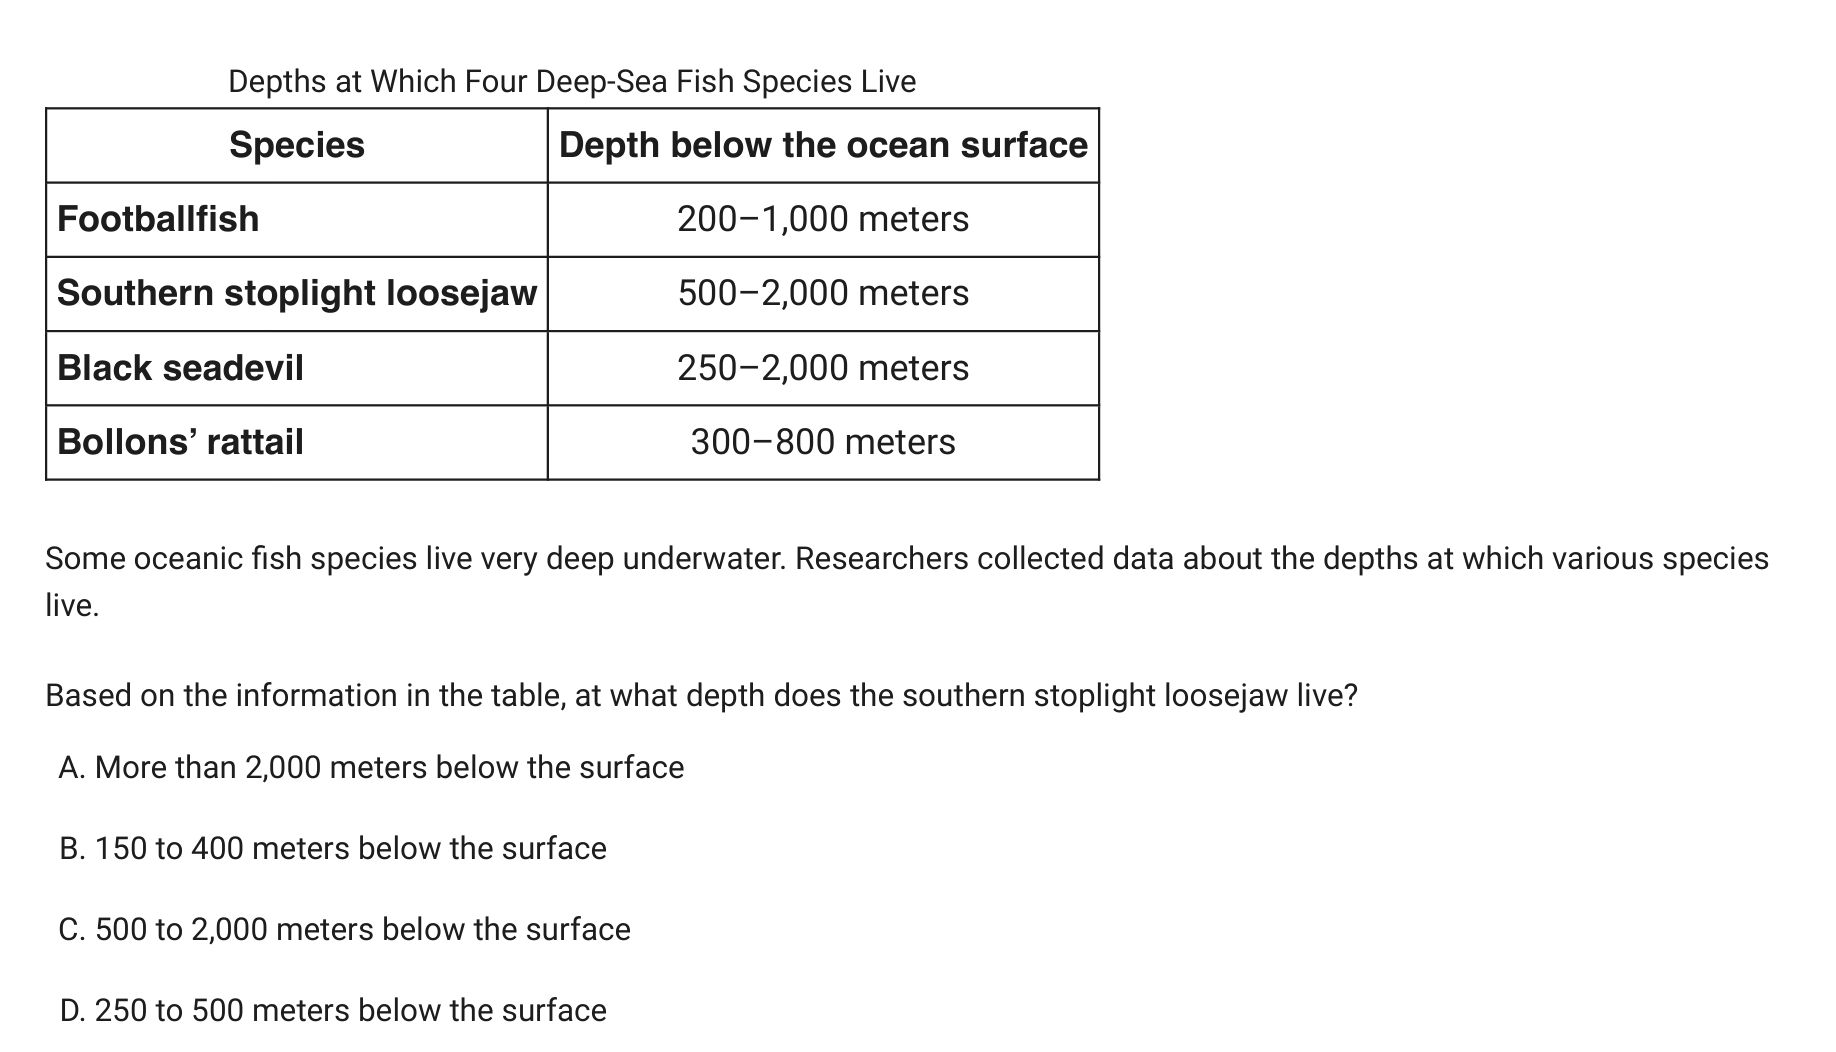 Depths at Which Four Deep-Sea Fish Species Live
Species Depth below the ocean surface
Footballfish 200–1,000 meters
Southern stoplight loosejaw 500–2,000 meters
Black seadevil 250–2,000 meters
Bollons’ rattail 300–800 meters
Some oceanic fish species live very deep underwater. Researchers collected data about the depths at which various species
live.
Based on the information in the table, at what depth does the southern stoplight loosejaw live?
A. More than 2,000 meters below the surface
B. 150 to 400 meters below the surface
C. 500 to 2,000 meters below the surface
D. 250 to 500 meters below the surface